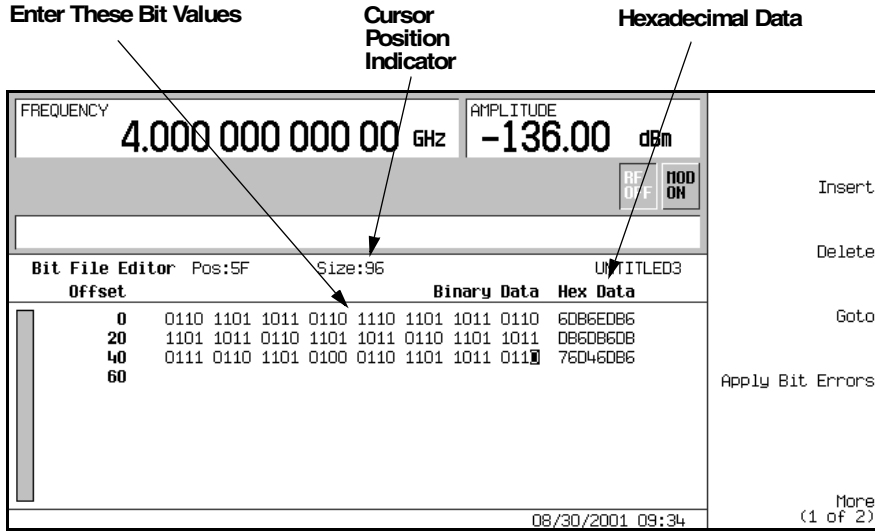 Enter These Bit Values
Cursor Position Indicator
Hexadecimal Data
FREQUENCY
4.000 000 000 00 GHz
AMPLITUDE
-136.00 dBm
RF OFF
MOD ON
Insert
Delete
Goto
Apply Bit Errors
More
(1 of 2)
Bit File Editor Pos:5F Size:96 UNTITLED3
Offset Binary Data Hex Data
0 0110 1101 1011 0110 1110 1101 1011 0110 6DB6EDB6
20 1101 1011 0110 1101 1011 0110 1101 1011 DB6DB6DB
40 0111 0110 1101 0100 0110 1101 1011 0110 76D46DB6
60
08/30/2001 09:34